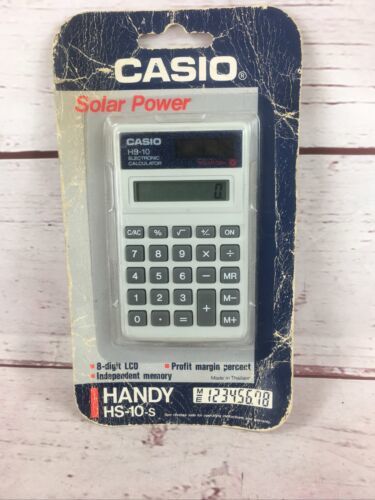 CASIO®
Solar Power
CASIO
HS-10
ELECTRONIC
CALCULATOR
0.
C/AC % √ +/- ON
7 8 9 × ÷
4 5 6 − MR
1 2 3 + M−
0 · = M+
8-digit LCD
Profit margin percent
Independent memory
Made in Thailand
HANDY
HS-10-s
M
E 12345678